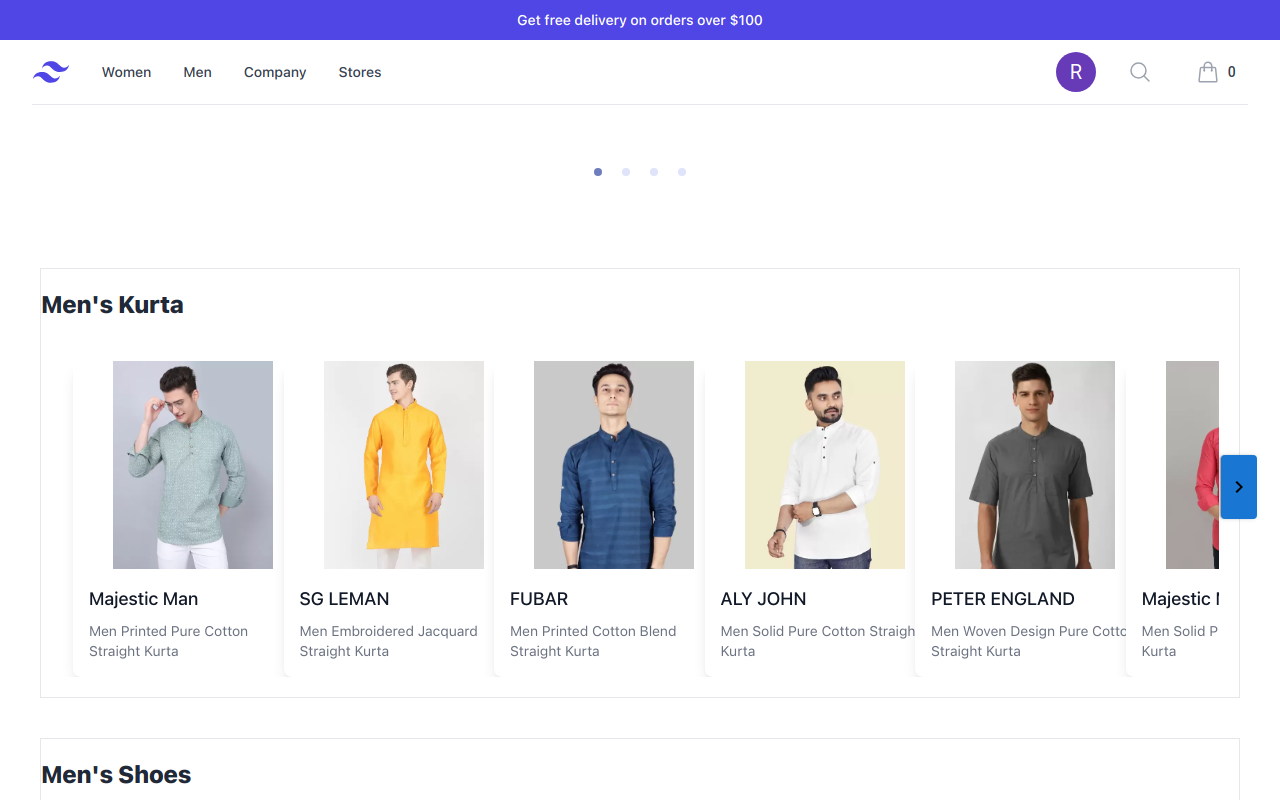 Get free delivery on orders over $100
Women Men Company Stores R 0
Men's Kurta
Majestic Man
Men Printed Pure Cotton
Straight Kurta
SG LEMAN
Men Embroidered Jacquard
Straight Kurta
FUBAR
Men Printed Cotton Blend
Straight Kurta
ALY JOHN
Men Solid Pure Cotton Straigh
Kurta
PETER ENGLAND
Men Woven Design Pure Cotto
Straight Kurta
Majestic
Men Solid P
Kurta
Men's Shoes